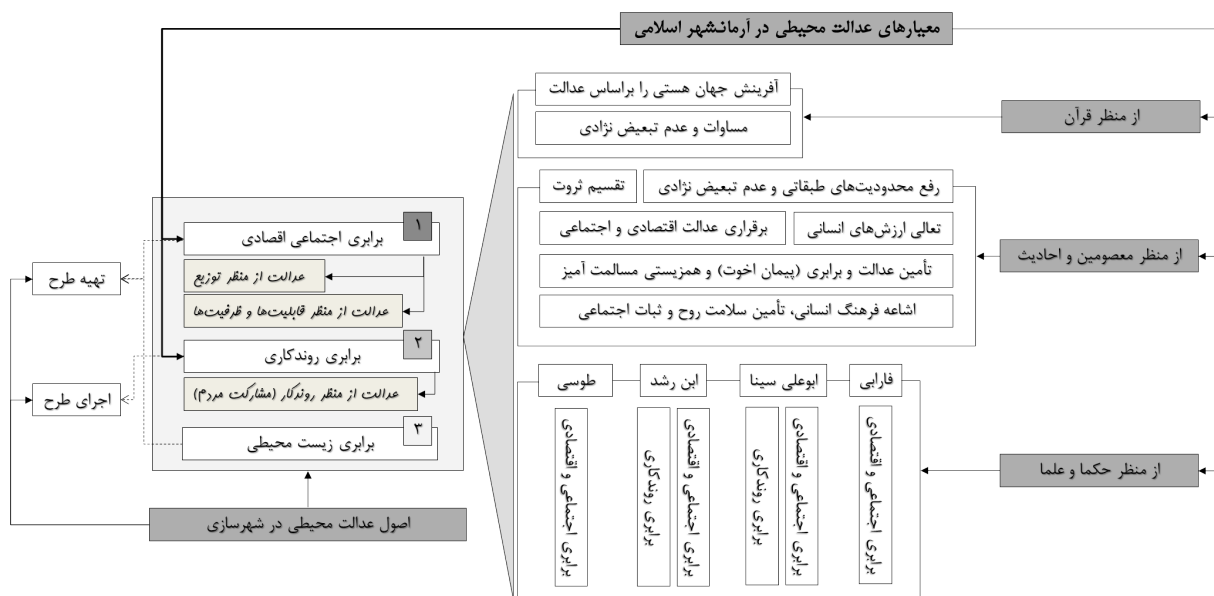 معیارهای عدالت محیطی در آرمانشهر اسلامی
از منظر قرآن
آفرینش جهان هستی را براساس عدالت
مساوات و عدم تبعیض نژادی
از منظر معصومین و احادیث
رفع محدودیت‌های طبقاتی و عدم تبعیض نژادی
تقسیم ثروت
تعالی ارزش‌های انسانی
برقراری عدالت اقتصادی و اجتماعی
تأمین عدالت و برابری (پیمان اخوت) و همزیستی مسالمت آمیز
اشاعه فرهنگ انسانی، تأمین سلامت روح و ثبات اجتماعی
از منظر حکما و علما
فارابی
ابوعلی سینا
ابن رشد
طوسی
برابری اجتماعی و اقتصادی
برابری اجتماعی و اقتصادی
برابری روندکاری
برابری اجتماعی و اقتصادی
برابری روندکاری
برابری اجتماعی و اقتصادی
۱
برابری اجتماعی اقصادی
عدالت از منظر توزیع
عدالت از منظر قابلیت‌ها و ظرفیت‌ها
۲
برابری روندکاری
عدالت از منظر روندکار (مشارکت مردم)
۳
برابری زیست محیطی
اصول عدالت محیطی در شهرسازی
تهیه طرح
اجرای طرح